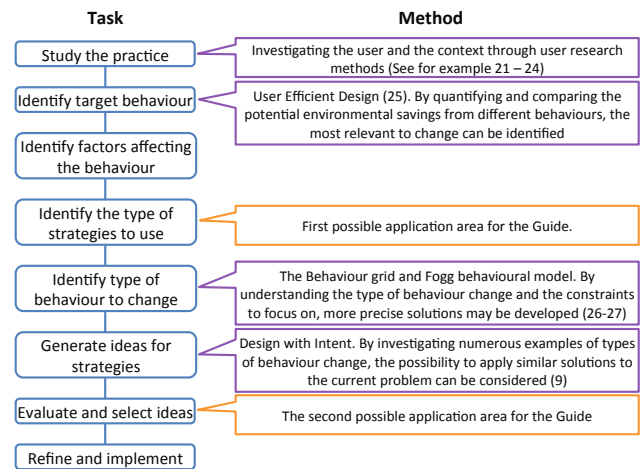 Task
Method
Study the practice
Investigating the user and the context through user research
methods (See for example 21 – 24)
Identify target behaviour
User Efficient Design (25). By quantifying and comparing the
potential environmental savings from different behaviours, the
most relevant to change can be identified
Identify factors affecting
the behaviour
Identify the type of
strategies to use
First possible application area for the Guide.
Identify type of
behaviour to change
The Behaviour grid and Fogg behavioural model. By
understanding the type of behaviour change and the constraints
to focus on, more precise solutions may be developed (26-27)
Generate ideas for
strategies
Design with Intent. By investigating numerous examples of types
of behaviour change, the possibility to apply similar solutions to
the current problem can be considered (9)
Evaluate and select ideas
The second possible application area for the Guide
Refine and implement